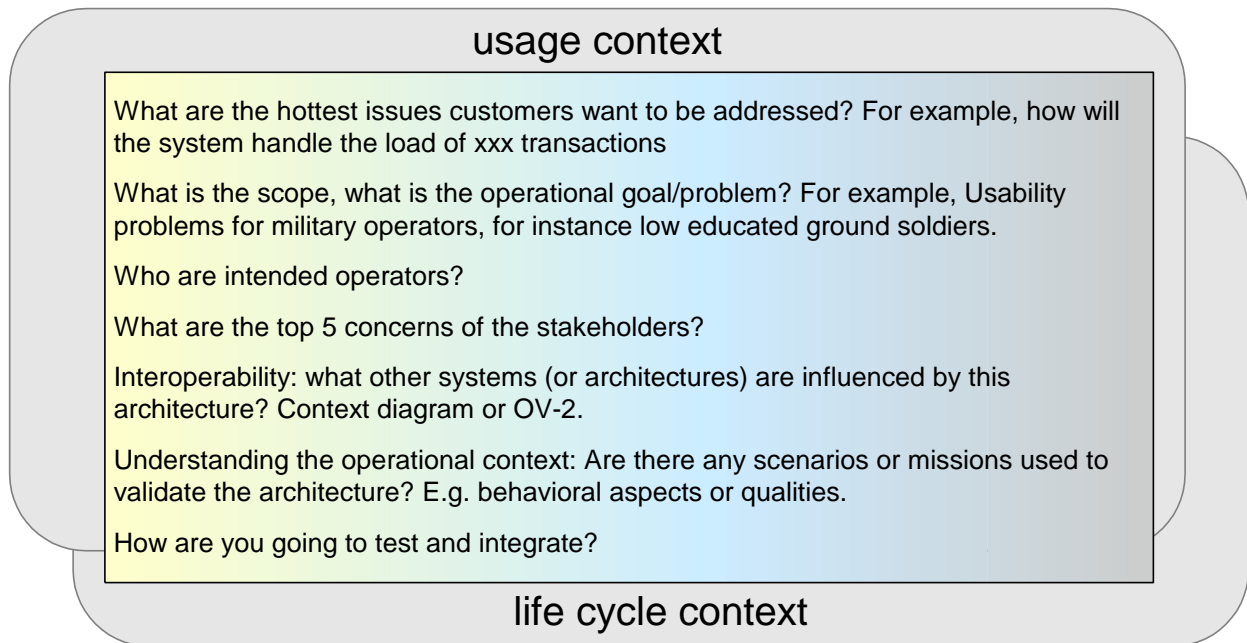 usage context
What are the hottest issues customers want to be addressed? For example, how will
the system handle the load of xxx transactions
What is the scope, what is the operational goal/problem? For example, Usability
problems for military operators, for instance low educated ground soldiers.
Who are intended operators?
What are the top 5 concerns of the stakeholders?
Interoperability: what other systems (or architectures) are influenced by this
architecture? Context diagram or OV-2.
Understanding the operational context: Are there any scenarios or missions used to
validate the architecture? E.g. behavioral aspects or qualities.
How are you going to test and integrate?
life cycle context